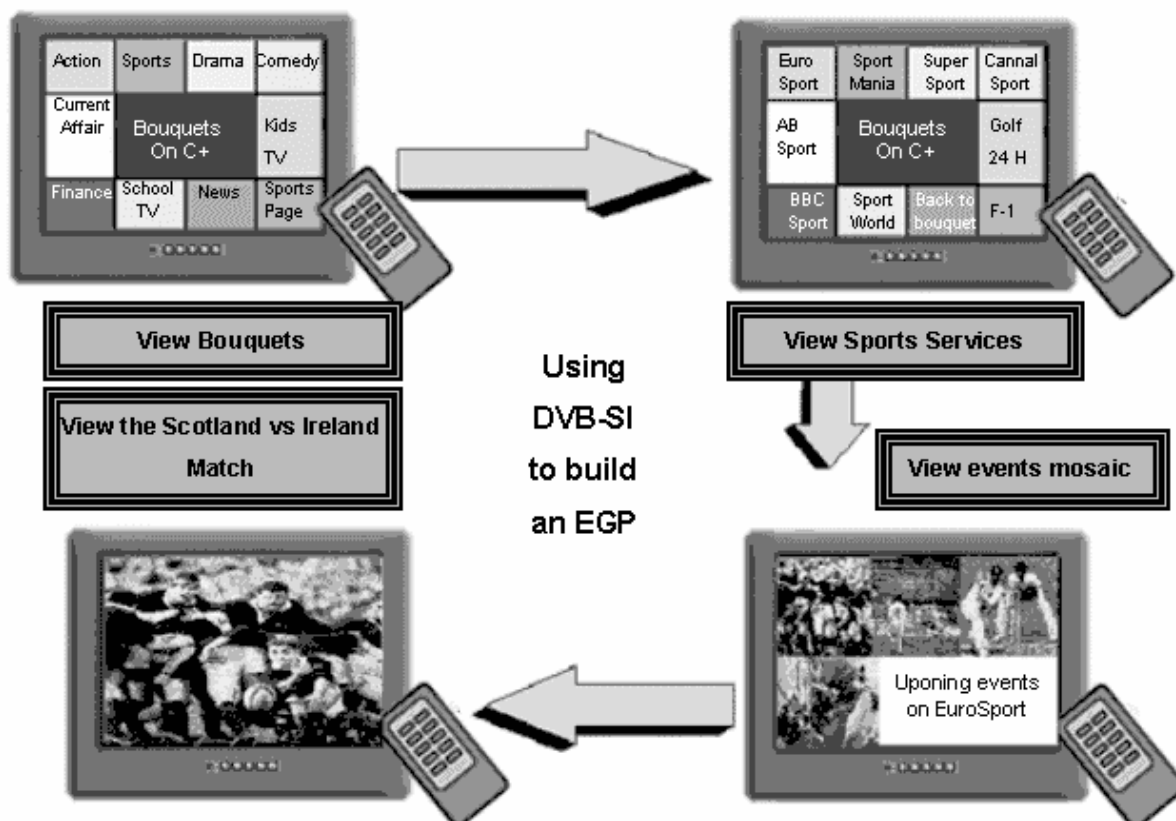 Action Sports Drama Comedy
Current
Affair
Bouquets
On C+
Kids
TV
Finance
School
TV
News
Sports
Page
Euro
Sport
Sport
Mania
Super
Sport
Cannal
Sport
AB
Sport
Bouquets
On C+
Golf
24 H
BBC
Sport
Sport
World
Back to
bouquet
F-1
View Bouquets
View the Scotland vs Ireland
Match
Using
DVB-SI
to build
an EGP
View Sports Services
View events mosaic
Uponing events
on EuroSport